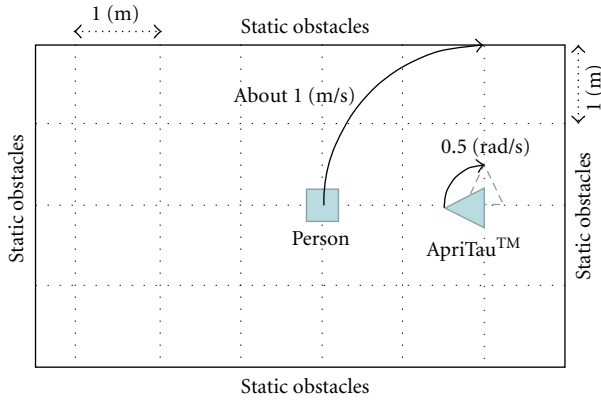 1 (m)
Static obstacles
About 1 (m/s)
1 (m)
0.5 (rad/s)
Static obstacles
Static obstacles
Person
ApriTau™
Static obstacles